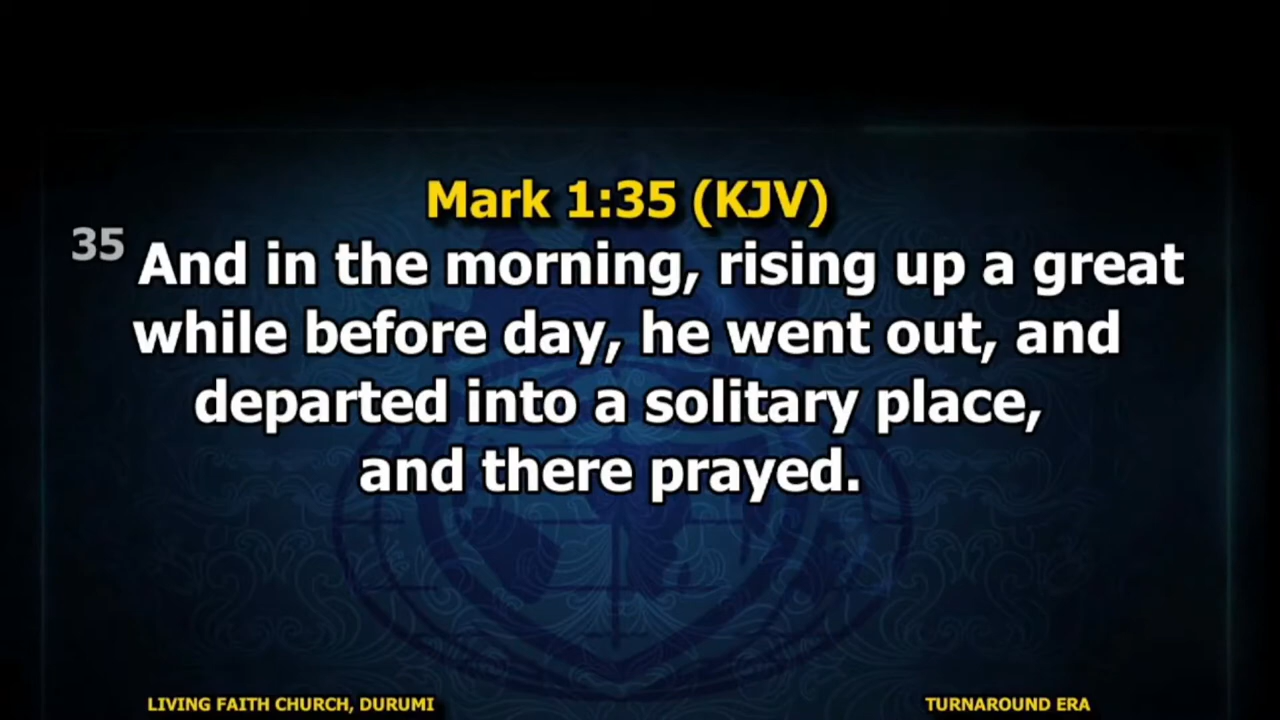 Mark 1:35 (KJV)
35 And in the morning, rising up a great
while before day, he went out, and
departed into a solitary place,
and there prayed.
LIVING FAITH CHURCH, DURUMI
TURNAROUND ERA